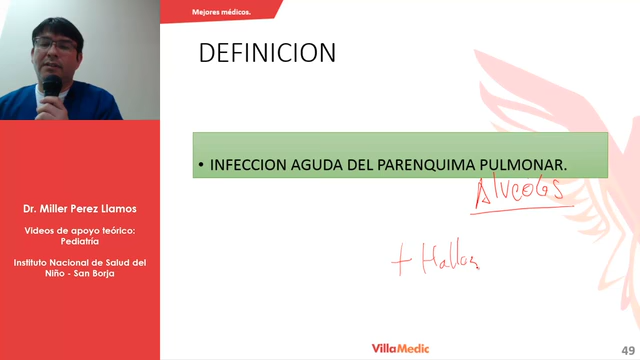 Mejores médicos.
DEFINICION
• INFECCION AGUDA DEL PARENQUIMA PULMONAR.
Alveolos
+ Hallaz
Dr. Miller Perez Llamos
Videos de apoyo teórico:
Pediatría
Instituto Nacional de Salud del
Niño - San Borja
VillaMedic
49